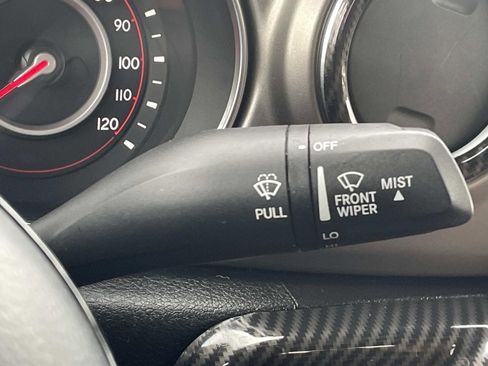 90
100
110
120
OFF
PULL
FRONT
WIPER
MIST
LO